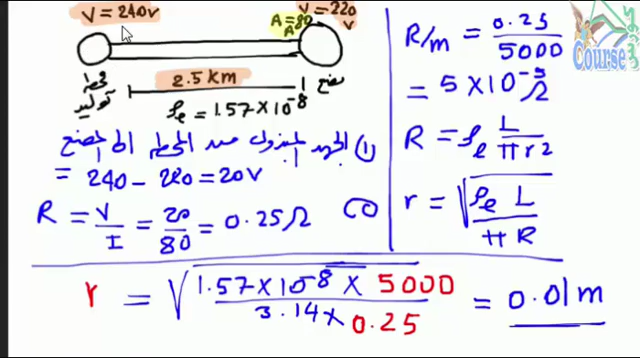 V = 240v
V = 220 v
A = 80 A
2.5 km
محطة توليد
مصنع
ρe = 1.57 × 10⁻⁸
1) الجهد المفقود من المحطة الى المصنع
= 240 − 220 = 20 V
R = V/I = 20/80 = 0.25 Ω
R/m = 0.25/5000
= 5 × 10⁻⁵ Ω
R = ρe L/πr2
r = √(ρe L/πR)
r = √(1.57 × 10⁻⁸ × 5000/3.14 × 0.25) = 0.01 m
Course